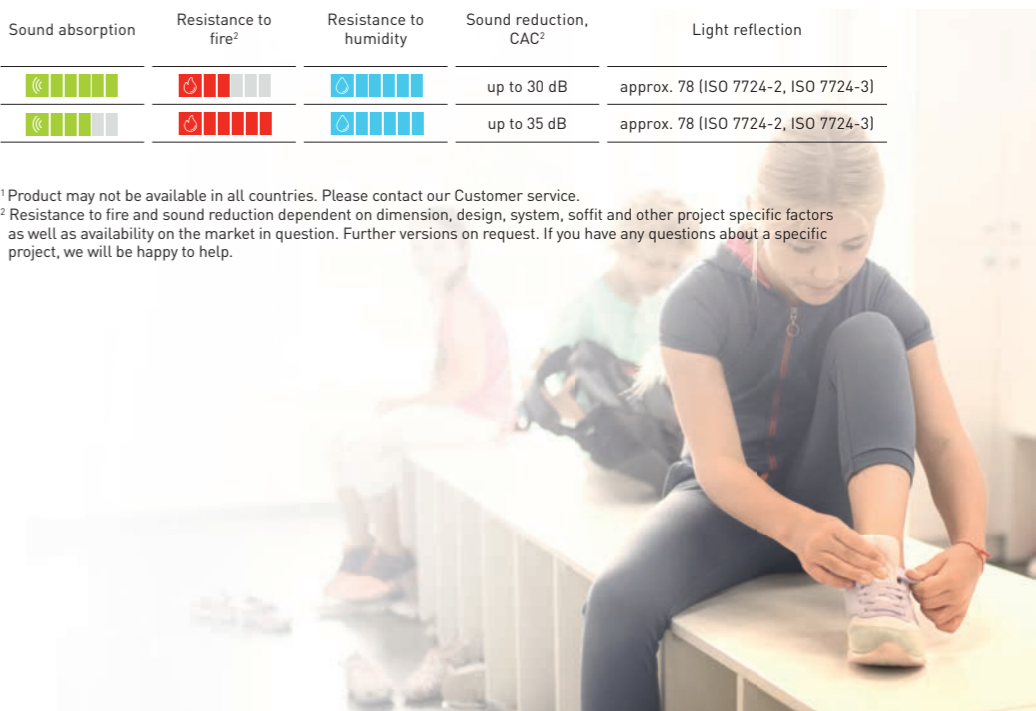 Sound absorption
Resistance to
fire²
Resistance to
humidity
Sound reduction,
CAC²
Light reflection
up to 30 dB
approx. 78 (ISO 7724-2, ISO 7724-3)
up to 35 dB
approx. 78 (ISO 7724-2, ISO 7724-3)
¹ Product may not be available in all countries. Please contact our Customer service.
² Resistance to fire and sound reduction dependent on dimension, design, system, soffit and other project specific factors
as well as availability on the market in question. Further versions on request. If you have any questions about a specific
project, we will be happy to help.